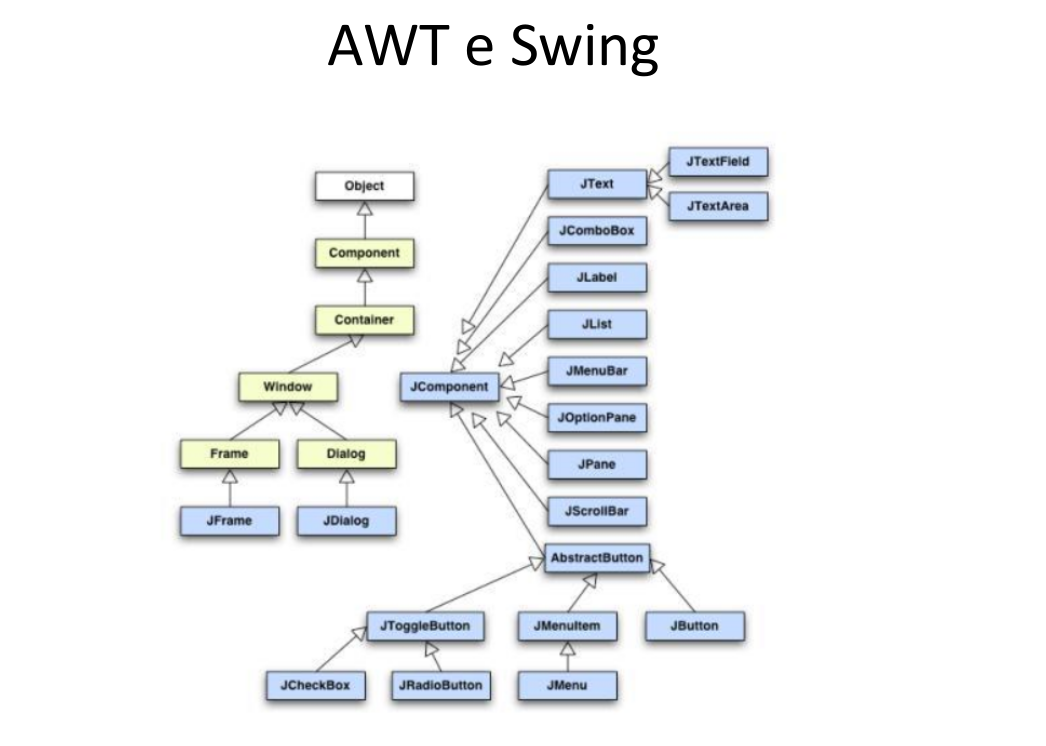 AWT e Swing
Object
Component
Container
Window
Frame
Dialog
JFrame
JDialog
JComponent
JText
JTextField
JTextArea
JComboBox
JLabel
JList
JMenuBar
JOptionPane
JPane
JScrollBar
AbstractButton
JToggleButton
JMenuItem
JButton
JCheckBox
JRadioButton
JMenu